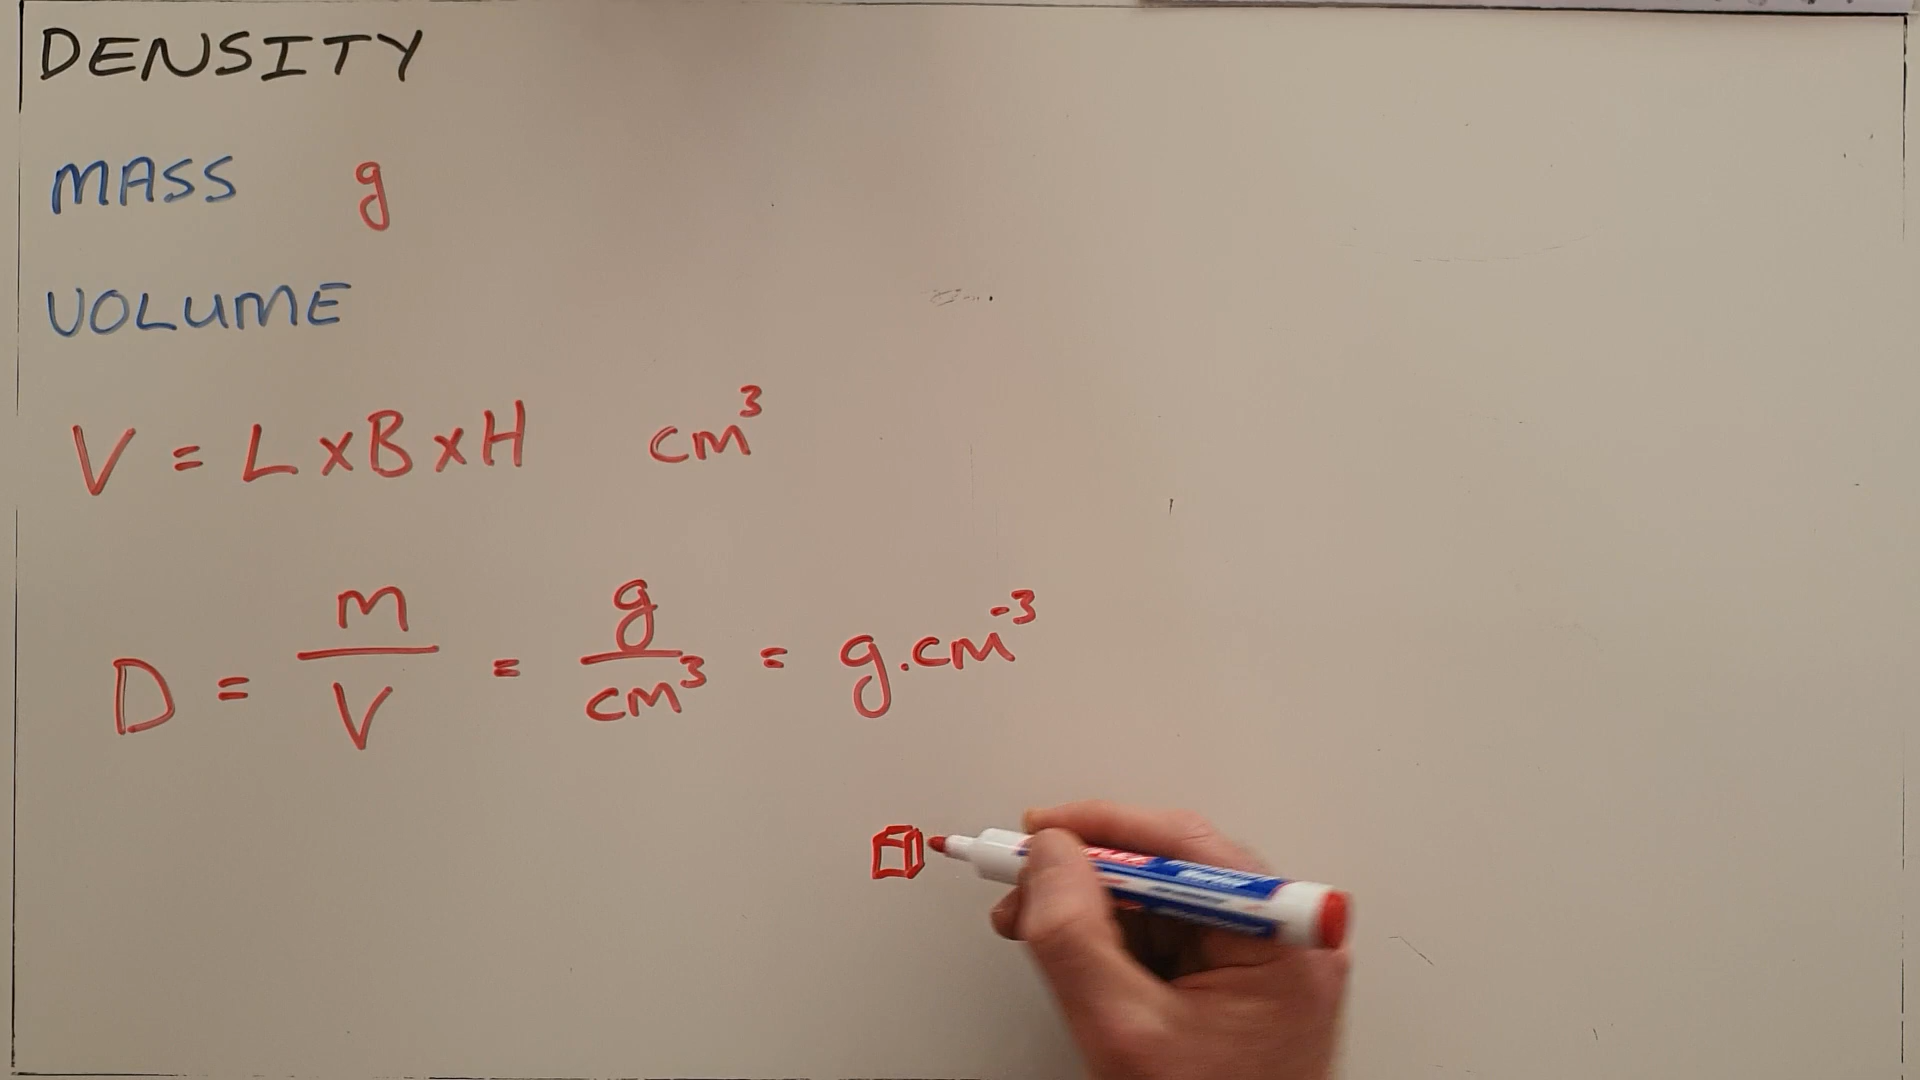 DENSITY
MASS g
VOLUME
V = L x B x H cm³
D = m/V = g/cm³ = g.cm⁻³